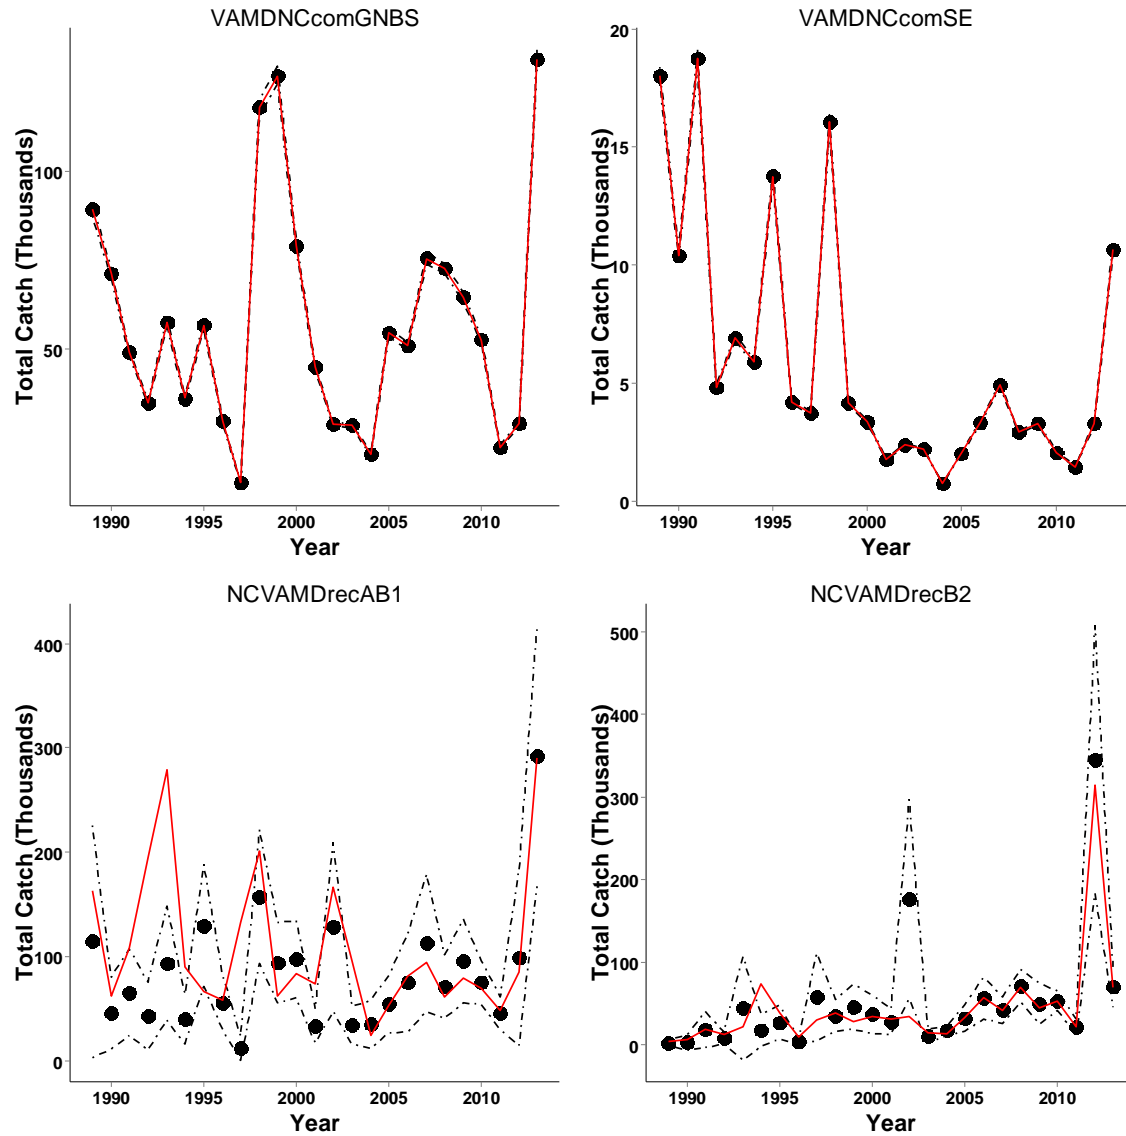 VAMDNCcomGNBS
Total Catch (Thousands)
100
50
1990 1995 2000 2005 2010
Year
VAMDNCcomSE
Total Catch (Thousands)
20
15
10
5
0
1990 1995 2000 2005 2010
Year
NCVAMDrecAB1
Total Catch (Thousands)
400
300
200
100
0
1990 1995 2000 2005 2010
Year
NCVAMDrecB2
Total Catch (Thousands)
500
400
300
200
100
0
1990 1995 2000 2005 2010
Year